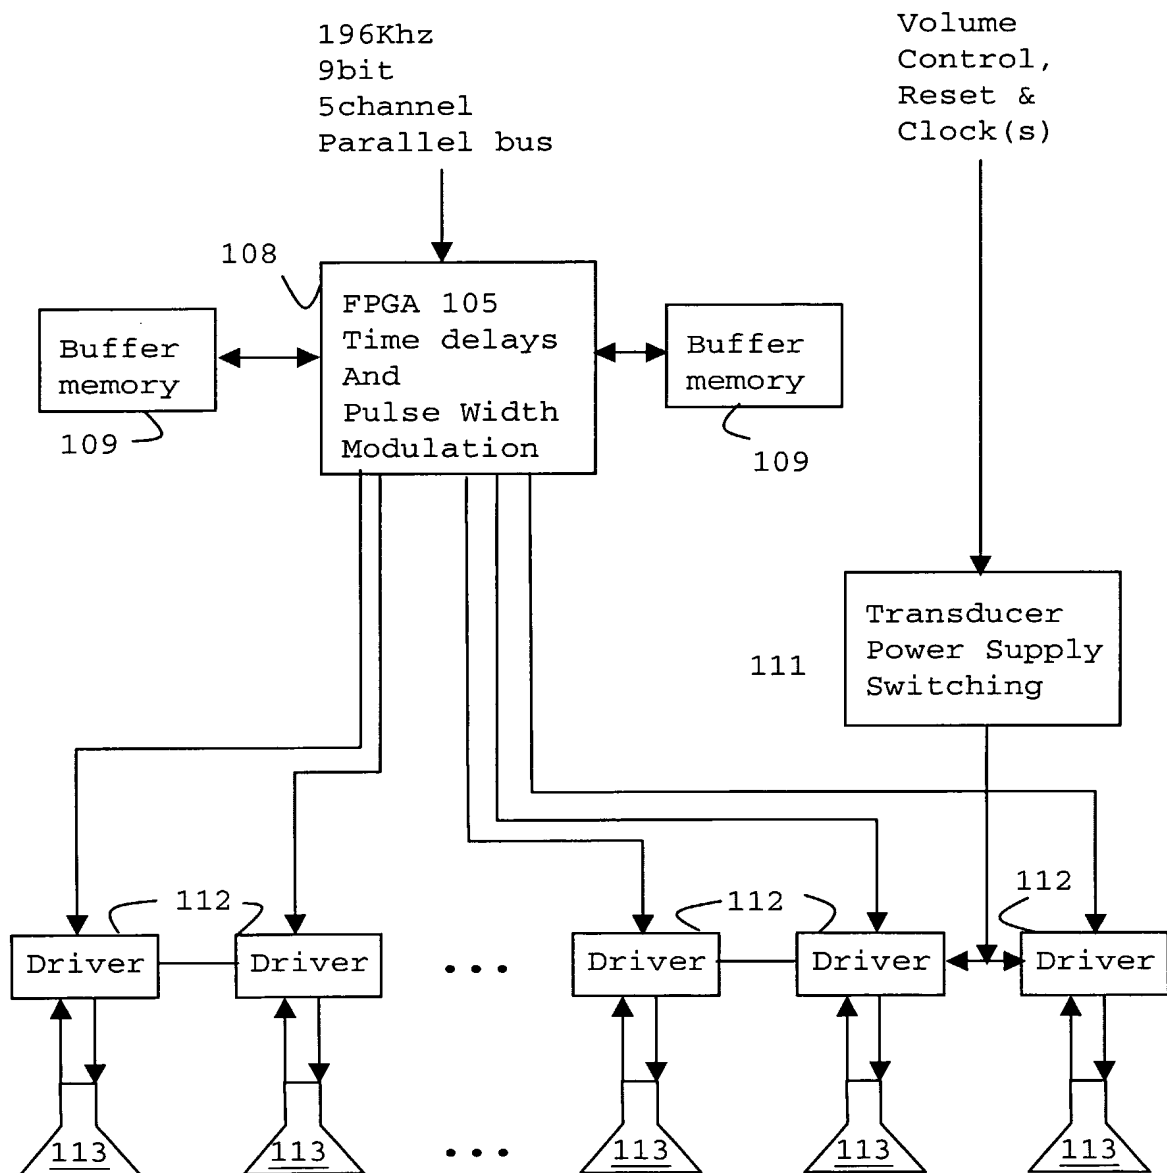 196Khz
9bit
5channel
Parallel bus
Volume
Control,
Reset &
Clock(s)
108
FPGA 105
Time delays
And
Pulse Width
Modulation
Buffer
memory
109
Buffer
memory
109
111
Transducer
Power Supply
Switching
112
112
112
Driver
Driver
...
Driver
Driver
Driver
113
113
...
113
113
113